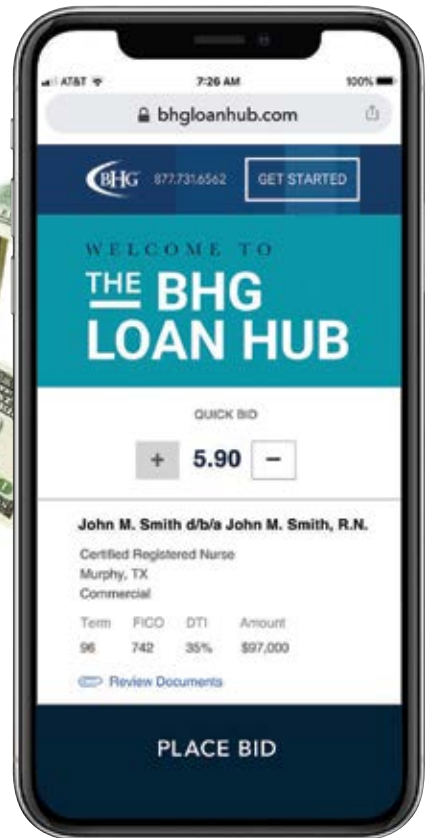 AT&T 7:26 AM 100%
bhgloanhub.com
BHG 877.731.6562 GET STARTED
WELCOME TO
THE BHG
LOAN HUB
QUICK BID
+ 5.90 −
John M. Smith d/b/a John M. Smith, R.N.
Certified Registered Nurse
Murphy, TX
Commercial
Term FICO DTI Amount
96 742 35% $97,000
Review Documents
PLACE BID